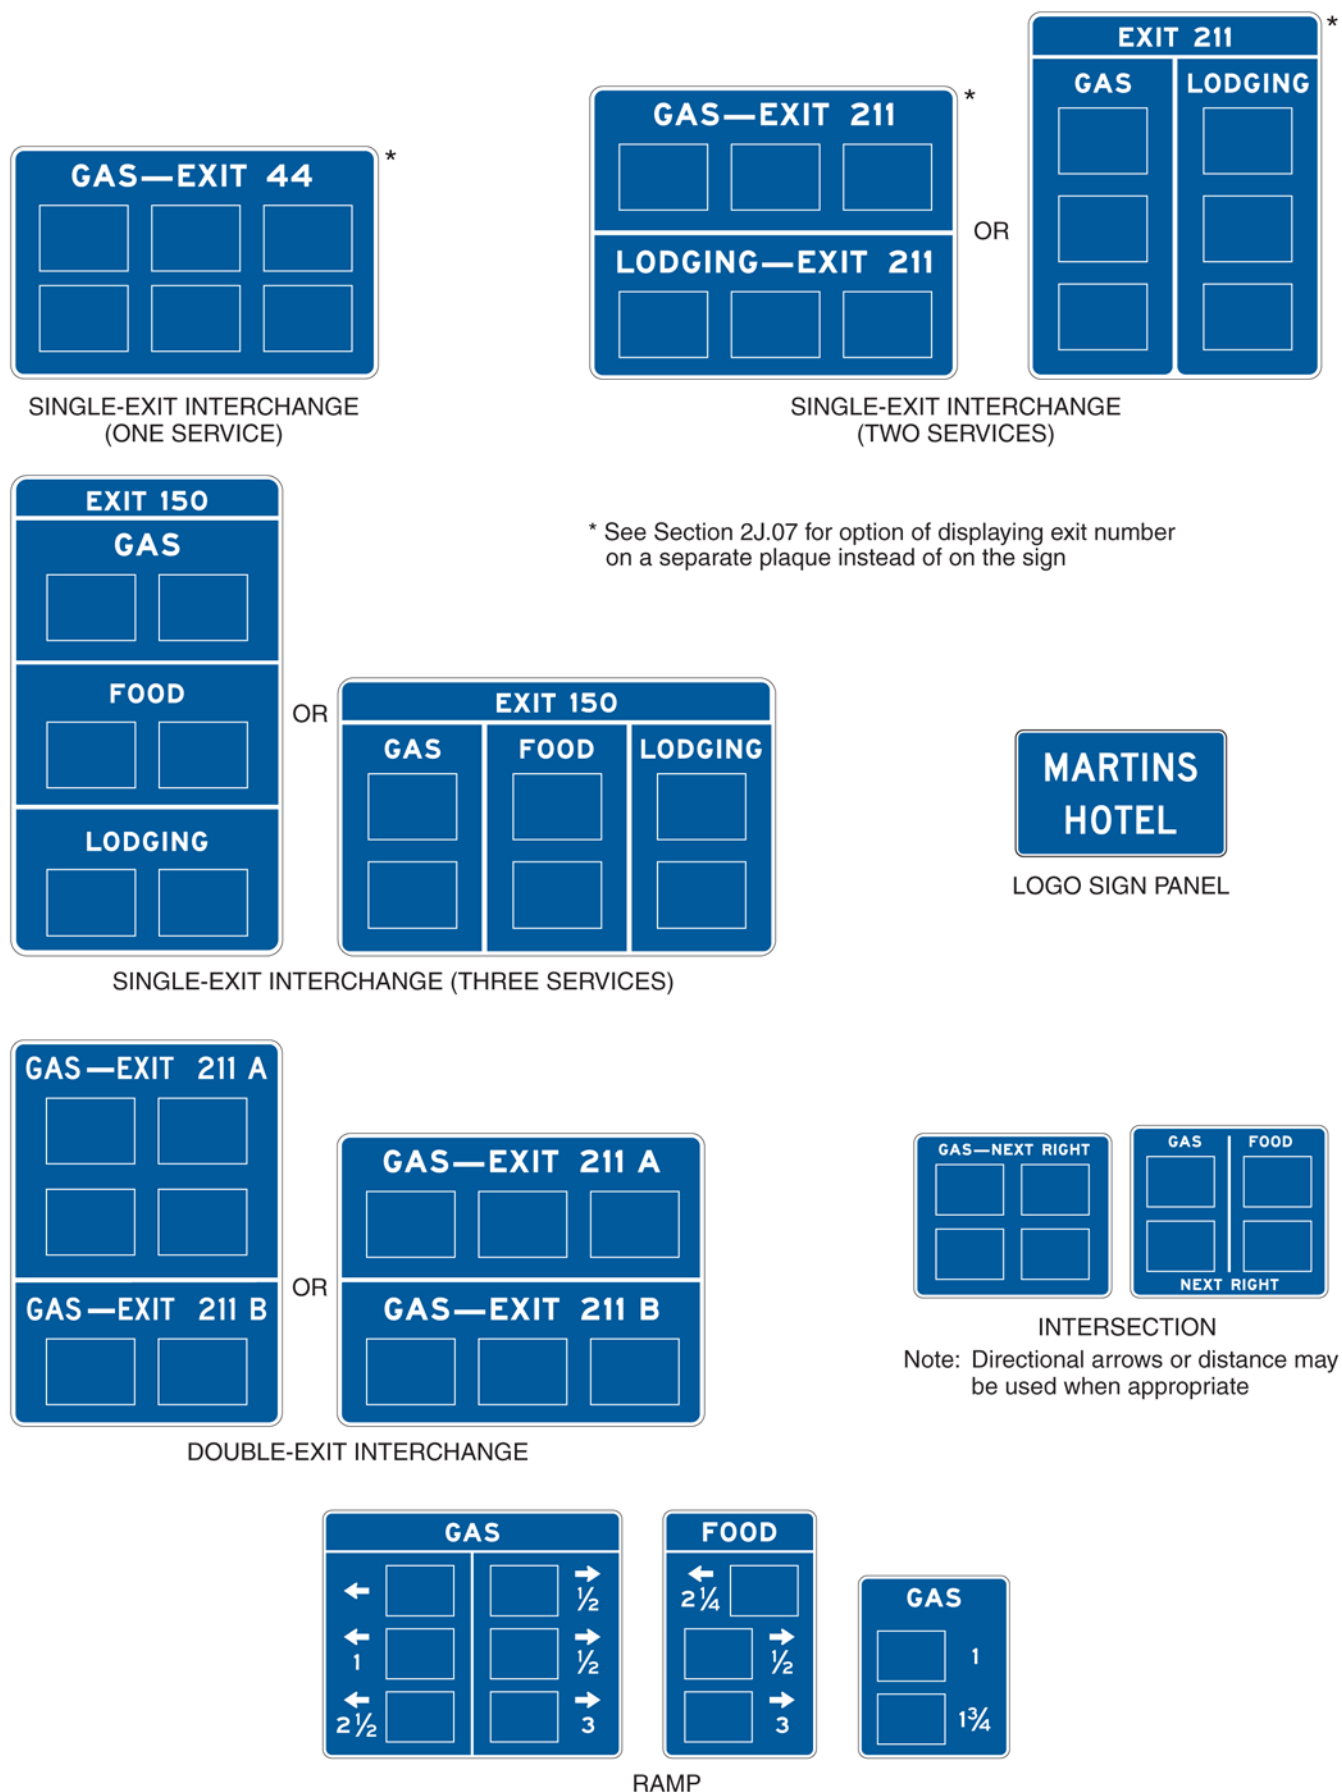 GAS—EXIT 44
*
SINGLE-EXIT INTERCHANGE
(ONE SERVICE)
GAS—EXIT 211
*
LODGING—EXIT 211
OR
EXIT 211
*
GAS
LODGING
SINGLE-EXIT INTERCHANGE
(TWO SERVICES)
EXIT 150
GAS
FOOD
LODGING
OR
EXIT 150
GAS
FOOD
LODGING
SINGLE-EXIT INTERCHANGE (THREE SERVICES)
* See Section 2J.07 for option of displaying exit number
on a separate plaque instead of on the sign
MARTINS
HOTEL
LOGO SIGN PANEL
GAS—EXIT 211 A
GAS—EXIT 211 B
OR
GAS—EXIT 211 A
GAS—EXIT 211 B
DOUBLE-EXIT INTERCHANGE
GAS—NEXT RIGHT
GAS
FOOD
NEXT RIGHT
INTERSECTION
Note: Directional arrows or distance may
be used when appropriate
GAS
← → ½
← 1 → ½
← 2½ → 3
FOOD
← 2¼
→ ½
→ 3
GAS
1
1¾
RAMP